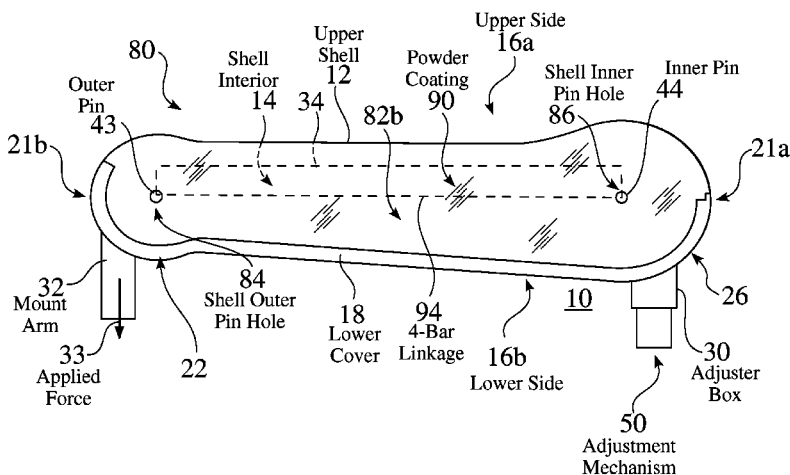 80
Shell
Interior
14
Upper
Shell
12
34
Powder
Coating
90
Upper Side
16a
82b
Shell Inner
Pin Hole
86
Inner Pin
44
Outer
Pin
43
21b
21a
32
Mount
Arm
33
Applied
Force
22
84
Shell Outer
Pin Hole
18
Lower
Cover
94
4-Bar
Linkage
16b
Lower Side
10
26
30
Adjuster
Box
50
Adjustment
Mechanism